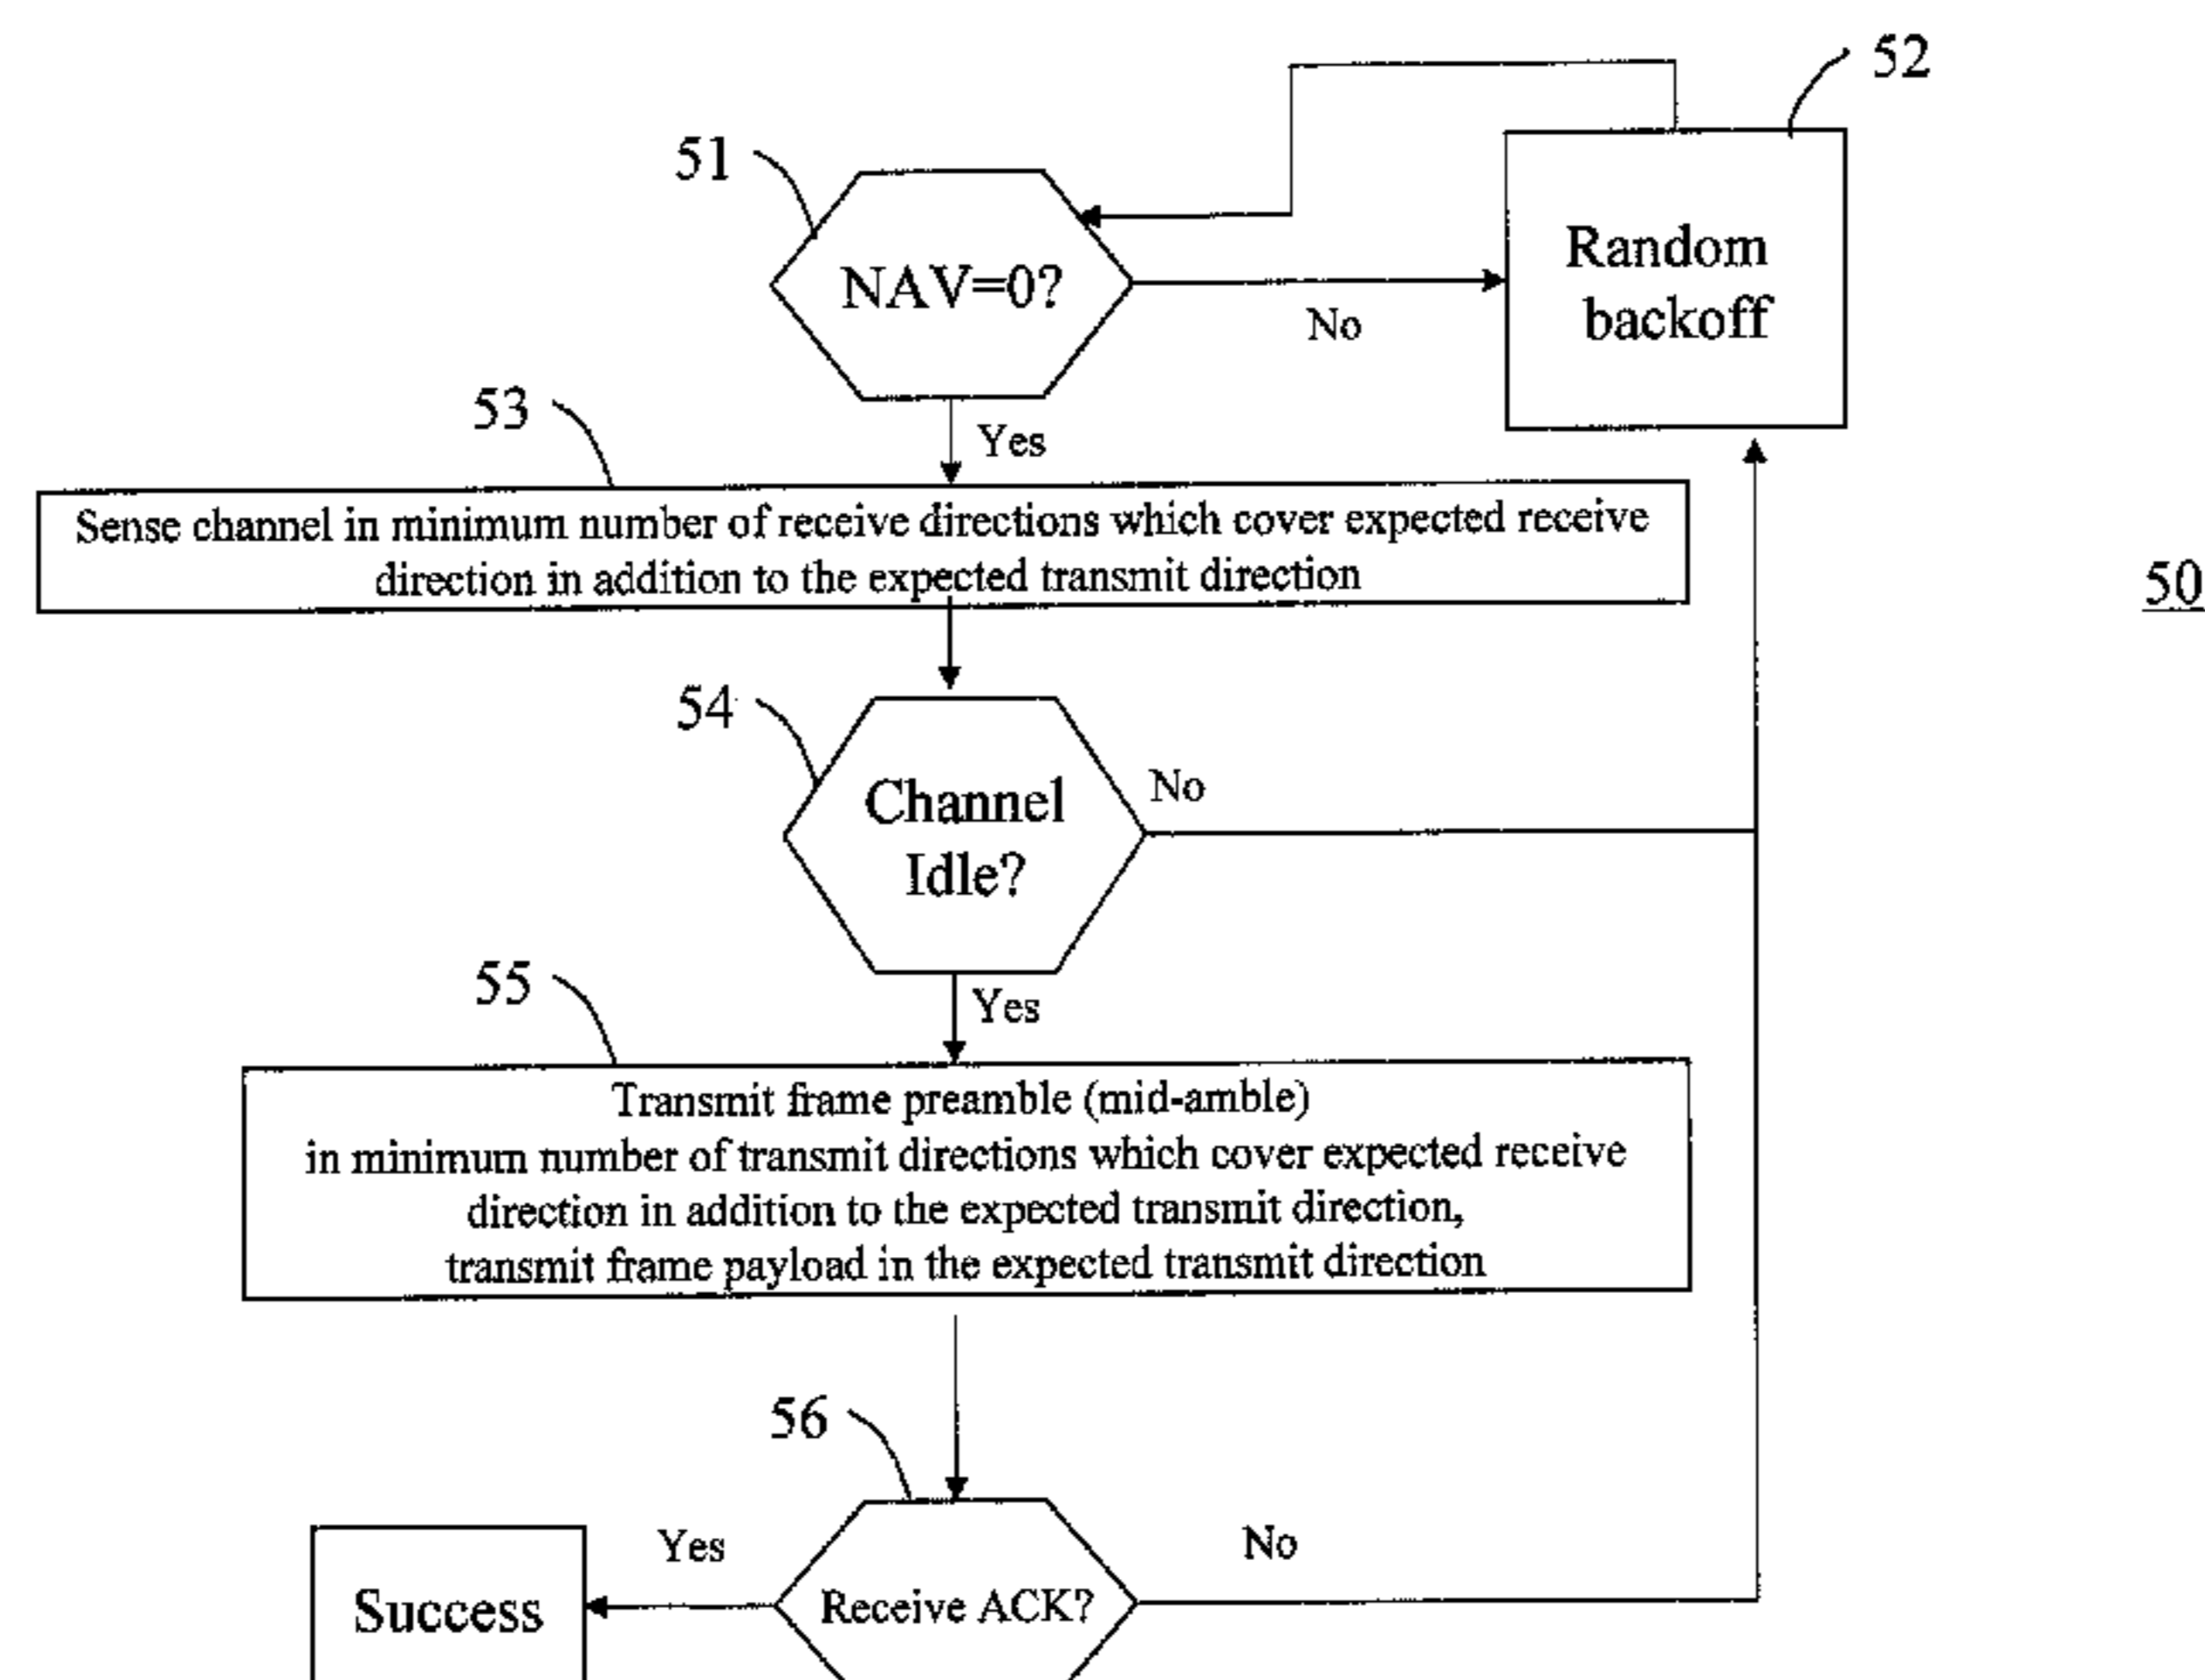 52
51
NAV=0?
Random
backoff
No
53
Yes
Sense channel in minimum number of receive directions which cover expected receive
direction in addition to the expected transmit direction
50
54
Channel
Idle?
No
55
Yes
Transmit frame preamble (mid-amble)
in minimum number of transmit directions which cover expected receive
direction in addition to the expected transmit direction,
transmit frame payload in the expected transmit direction
56
Yes
No
Success
Receive ACK?